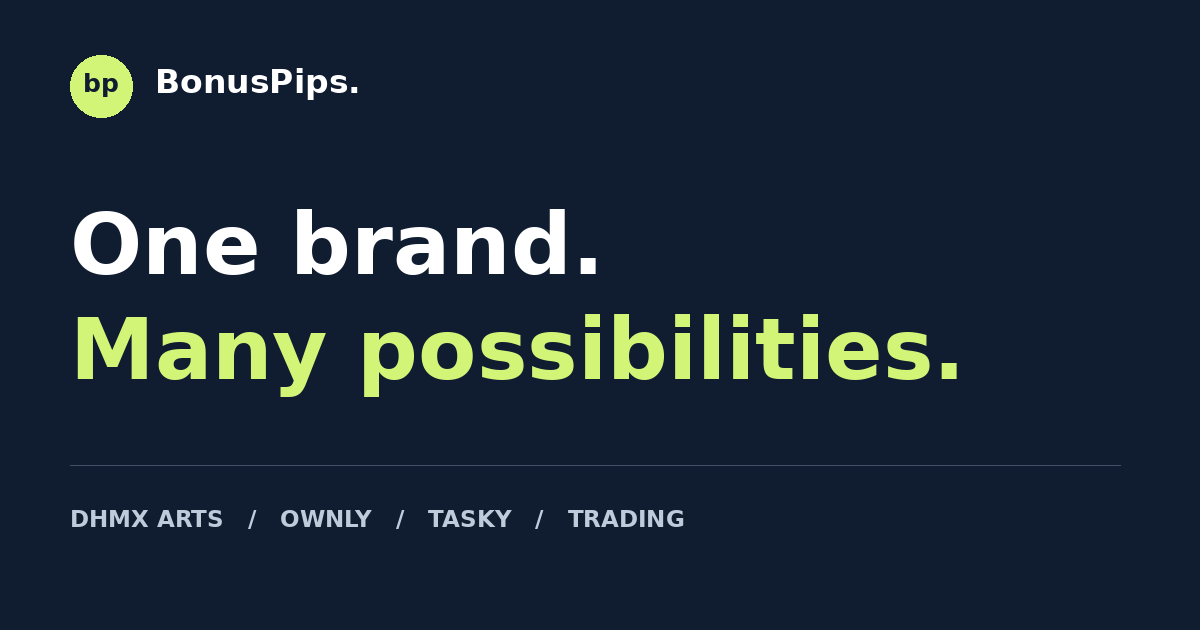 bp BonusPips.
One brand.
Many possibilities.
DHMX ARTS / OWNLY / TASKY / TRADING